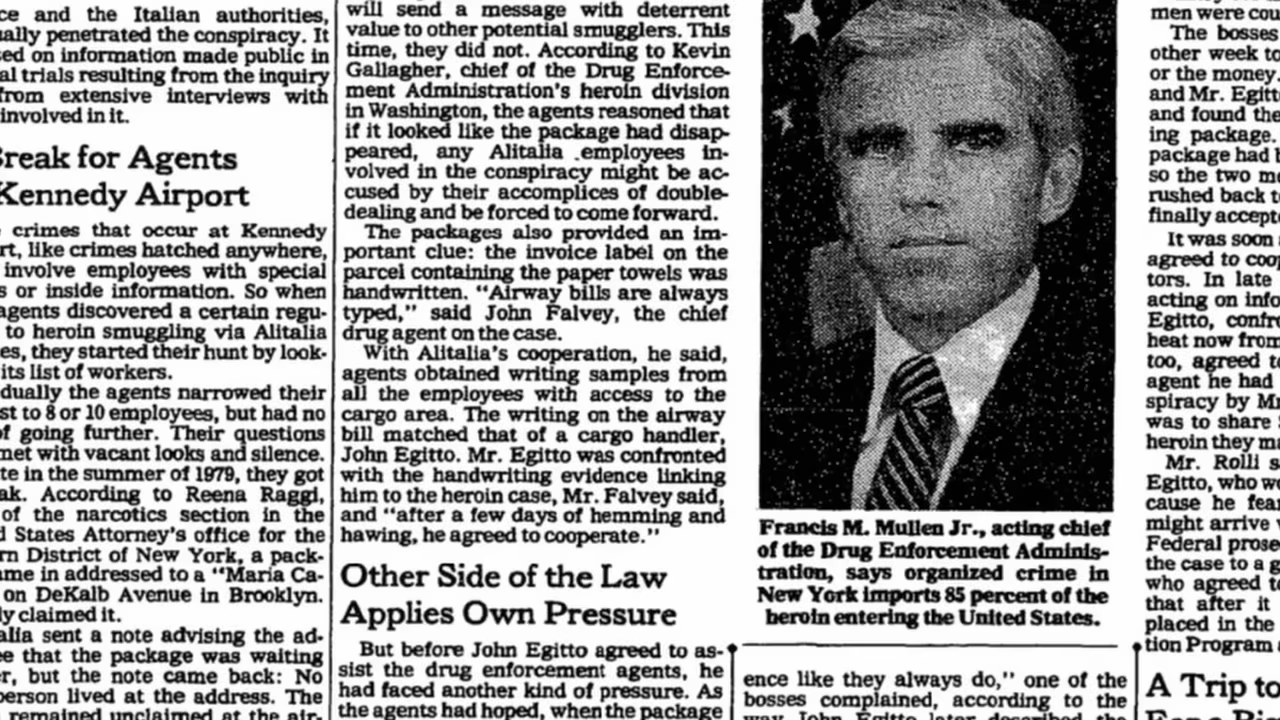 ce and the Italian authorities,
ually penetrated the conspiracy. It
ed on information made public in
al trials resulting from the inquiry
from extensive interviews with
involved in it.
Break for Agents
Kennedy Airport
crimes that occur at Kennedy
rt, like crimes hatched anywhere,
involve employees with special
s or inside information. So when
agents discovered a certain regu-
to heroin smuggling via Alitalia
es, they started their hunt by look-
its list of workers.
dually the agents narrowed their
st to 8 or 10 employees, but had no
of going further. Their questions
met with vacant looks and silence.
te in the summer of 1979, they got
ak. According to Reena Raggi,
of the narcotics section in the
d States Attorney's office for the
rn District of New York, a pack-
ame in addressed to a "Maria Ca-
on DeKalb Avenue in Brooklyn.
ly claimed it.
alia sent a note advising the ad-
ee that the package was waiting
r, but the note came back: No
person lived at the address. The
remained unclaimed at the air-
will send a message with deterrent
value to other potential smugglers. This
time, they did not. According to Kevin
Gallagher, chief of the Drug Enforce-
ment Administration's heroin division
in Washington, the agents reasoned that
if it looked like the package had disap-
peared, any Alitalia .employees in-
volved in the conspiracy might be ac-
cused by their accomplices of double-
dealing and be forced to come forward.
The packages also provided an im-
portant clue: the invoice label on the
parcel containing the paper towels was
handwritten. "Airway bills are always
typed," said John Falvey, the chief
drug agent on the case.
With Alitalia's cooperation, he said,
agents obtained writing samples from
all the employees with access to the
cargo area. The writing on the airway
bill matched that of a cargo handler,
John Egitto. Mr. Egitto was confronted
with the handwriting evidence linking
him to the heroin case, Mr. Falvey said,
and "after a few days of hemming and
hawing, he agreed to cooperate."
Other Side of the Law
Applies Own Pressure
But before John Egitto agreed to as-
sist the drug enforcement agents, he
had faced another kind of pressure. As
the agents had hoped, when the package
Francis M. Mullen Jr., acting chief
of the Drug Enforcement Adminis-
tration, says organized crime in
New York imports 85 percent of the
heroin entering the United States.
ence like they always do," one of the
bosses complained, according to the
way John Egitto later described the
men were cou
The bosses
other week to
or the money.
and Mr. Egitto
and found the
ing package.
package had b
so the two me
rushed back to
finally accepte
It was soon
agreed to coop
tors. In late
acting on info
Egitto, confro
heat now from
too, agreed to
agent he had
spiracy by Mr
was to share
heroin they ma
Mr. Rolli s
Egitto, who we
cause he fea
might arrive
Federal prose
the case to a g
who agreed to
that after it
placed in the
tion Program
A Trip to